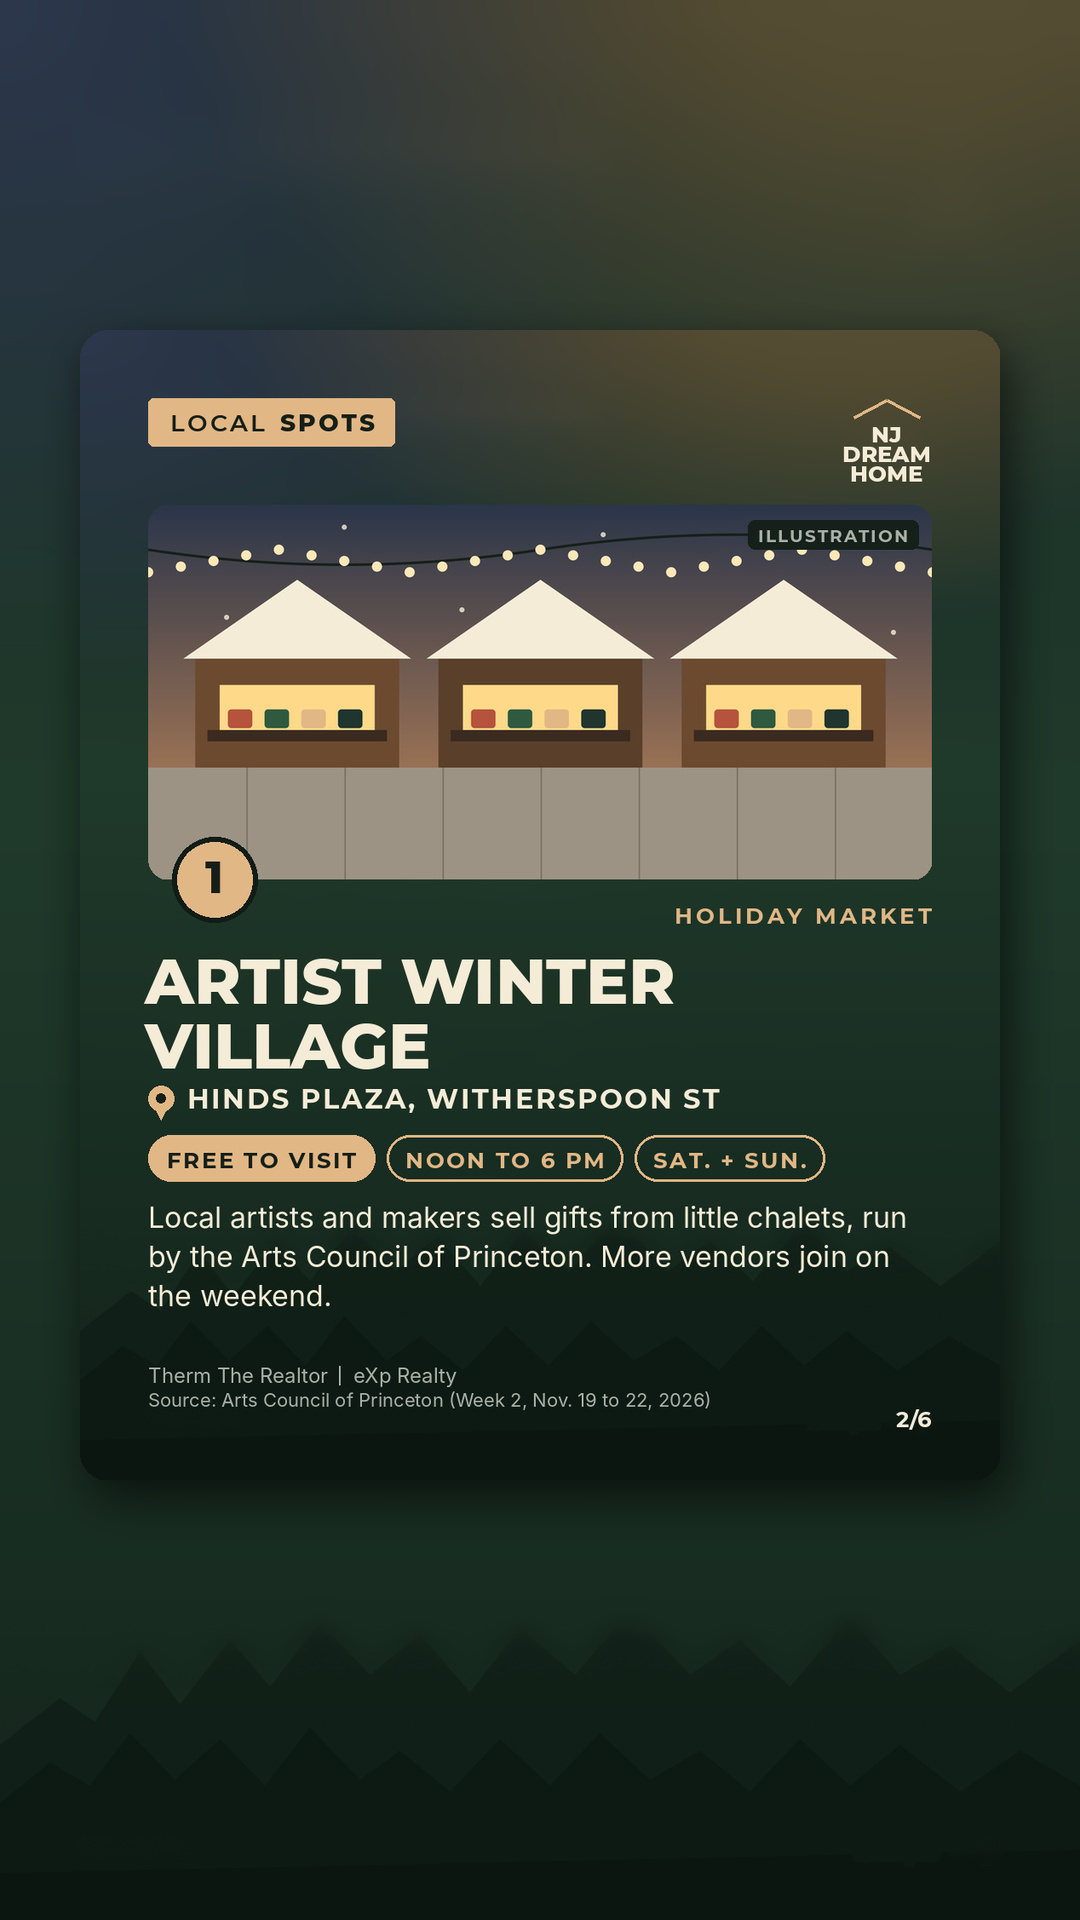 LOCAL SPOTS
NJ
DREAM
HOME
ILLUSTRATION
1
HOLIDAY MARKET
ARTIST WINTER
VILLAGE
HINDS PLAZA, WITHERSPOON ST
FREE TO VISIT
NOON TO 6 PM
SAT. + SUN.
Local artists and makers sell gifts from little chalets, run
by the Arts Council of Princeton. More vendors join on
the weekend.
Therm The Realtor | eXp Realty
Source: Arts Council of Princeton (Week 2, Nov. 19 to 22, 2026)
2/6